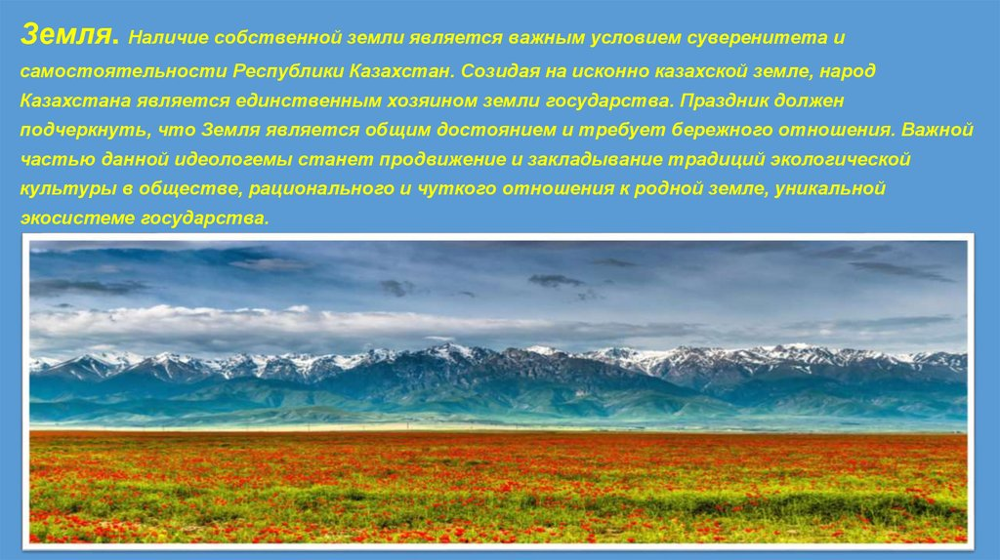 Земля. Наличие собственной земли является важным условием суверенитета и
самостоятельности Республики Казахстан. Созидая на исконно казахской земле, народ
Казахстана является единственным хозяином земли государства. Праздник должен
подчеркнуть, что Земля является общим достоянием и требует бережного отношения. Важной
частью данной идеологемы станет продвижение и закладывание традиций экологической
культуры в обществе, рационального и чуткого отношения к родной земле, уникальной
экосистеме государства.